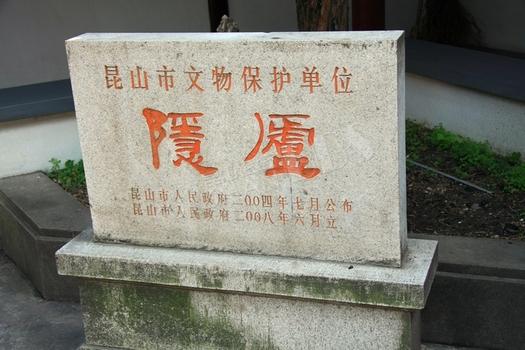 昆山市文物保护单位
隱廬
昆山市人民政府二00四年七月公布
昆山市人民政府二00八年六月立